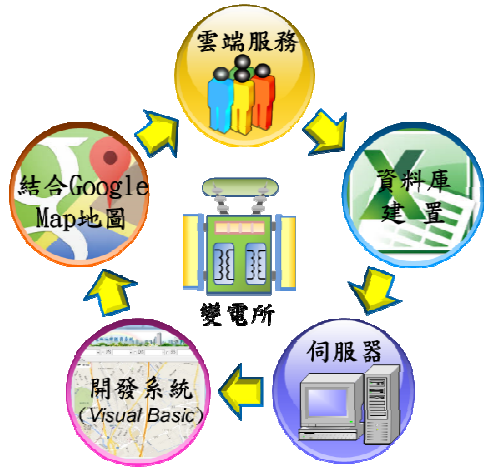 雲端服務
資料庫
建 置
伺服器
開發系統
(Visual Basic)
結合Google
Map地圖
變電所